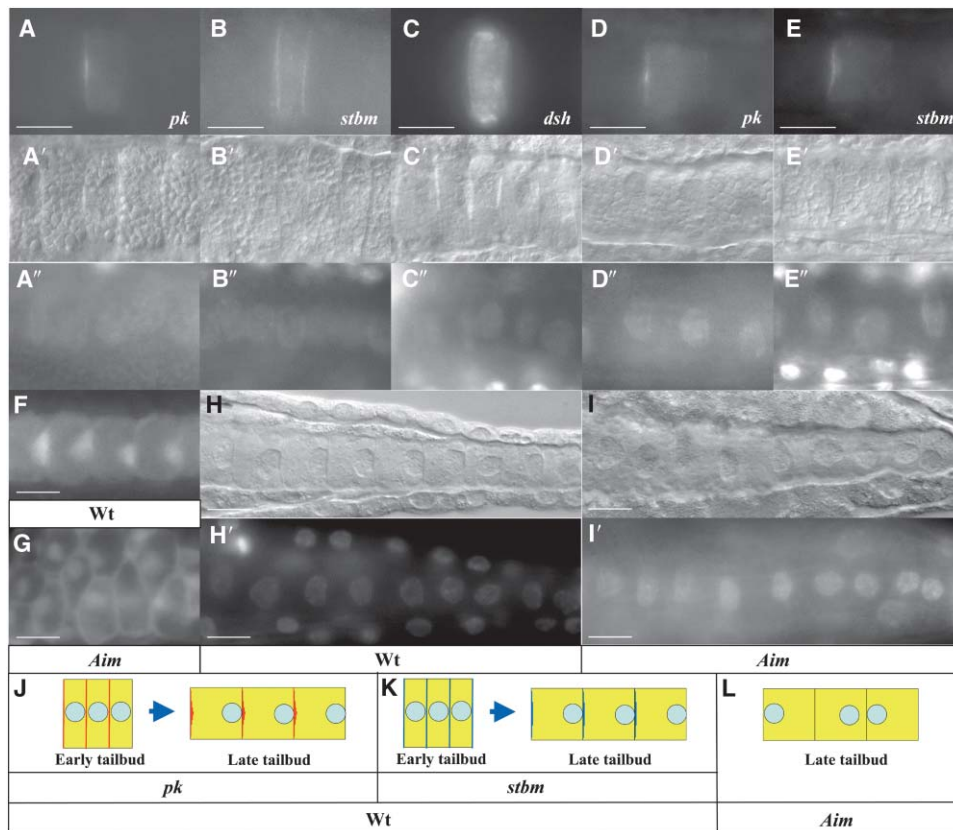 A B C D E
pk stbm dsh pk stbm
A′ B′ C′ D′ E′
A″ B″ C″ D″ E″
F H I
Wt
G H′ I′
Aim Wt Aim
J K L
Early tailbud Late tailbud Early tailbud Late tailbud Late tailbud
pk stbm
Wt Aim